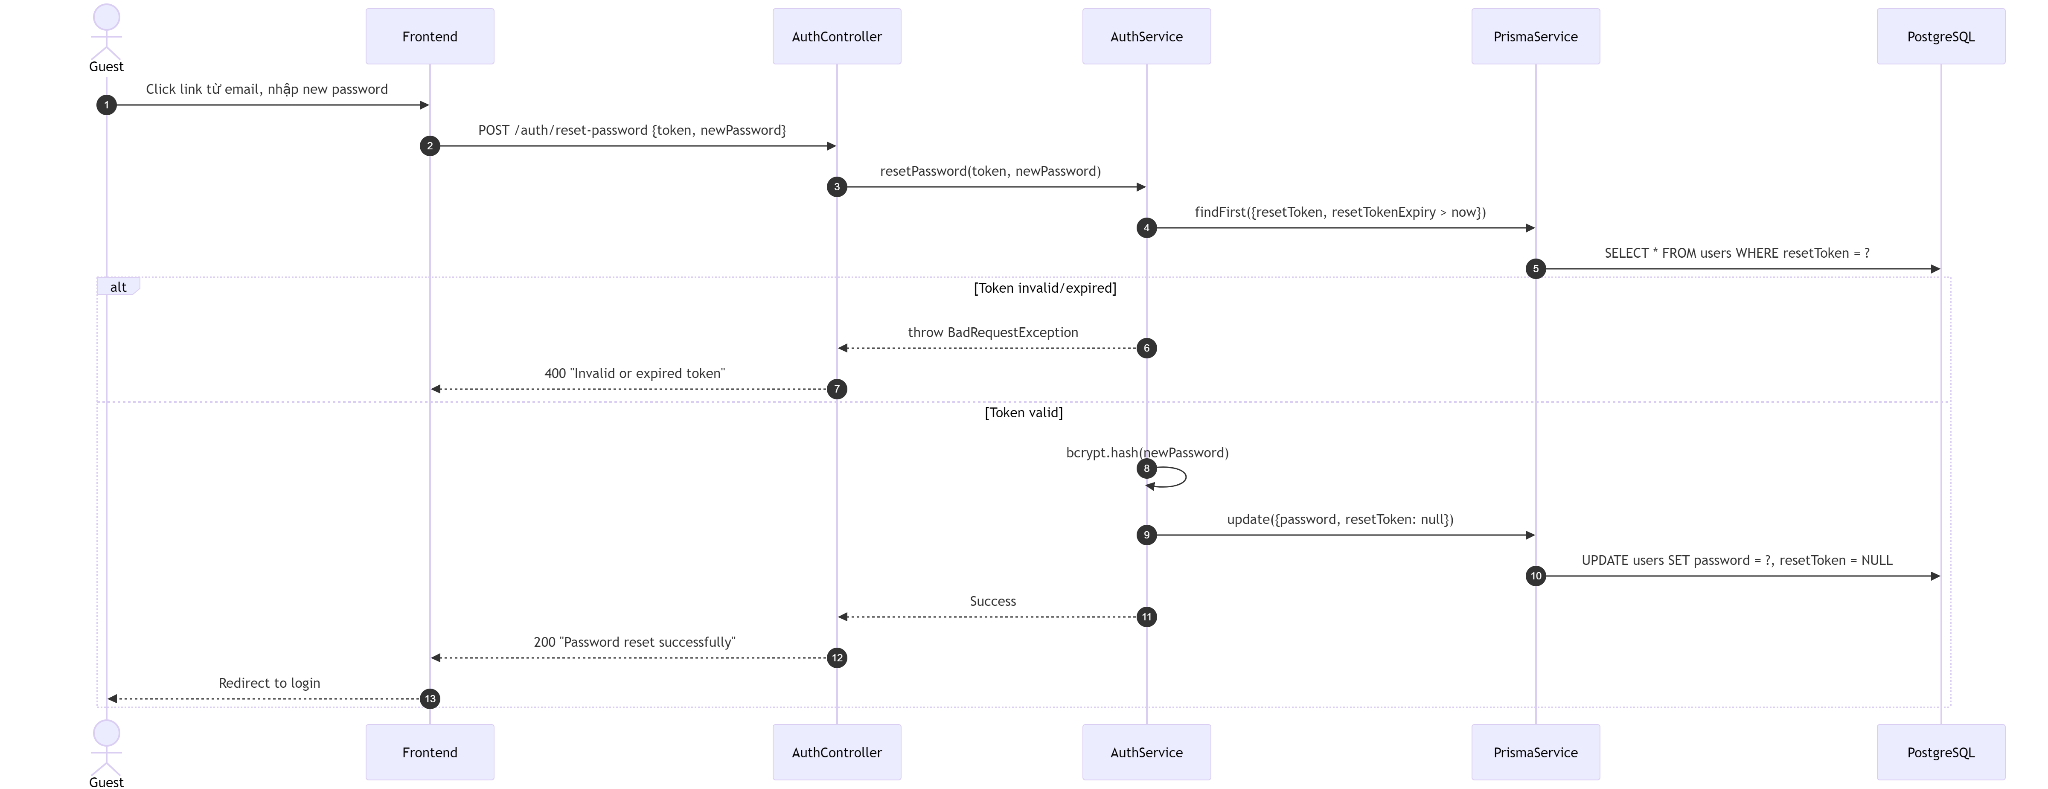 Guest
Frontend
AuthController
AuthService
PrismaService
PostgreSQL
Click link từ email, nhập new password
1
POST /auth/reset-password {token, newPassword}
2
resetPassword(token, newPassword)
3
findFirst({resetToken, resetTokenExpiry > now})
4
SELECT * FROM users WHERE resetToken = ?
5
alt
[Token invalid/expired]
throw BadRequestException
6
400 "Invalid or expired token"
7
[Token valid]
bcrypt.hash(newPassword)
8
update({password, resetToken: null})
9
UPDATE users SET password = ?, resetToken = NULL
10
Success
11
200 "Password reset successfully"
12
Redirect to login
13
Guest
Frontend
AuthController
AuthService
PrismaService
PostgreSQL